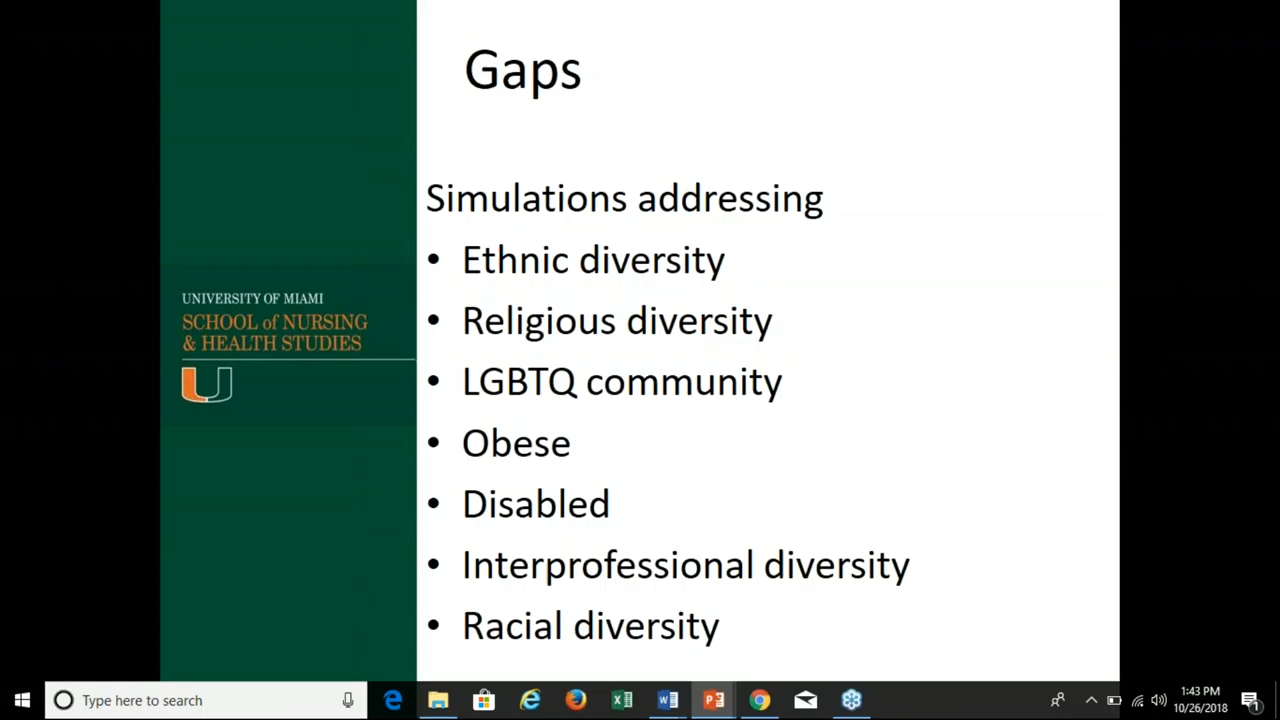 Gaps
Simulations addressing
• Ethnic diversity
• Religious diversity
• LGBTQ community
• Obese
• Disabled
• Interprofessional diversity
• Racial diversity
UNIVERSITY OF MIAMI
SCHOOL of NURSING
& HEALTH STUDIES
Type here to search
1:43 PM
10/26/2018
1